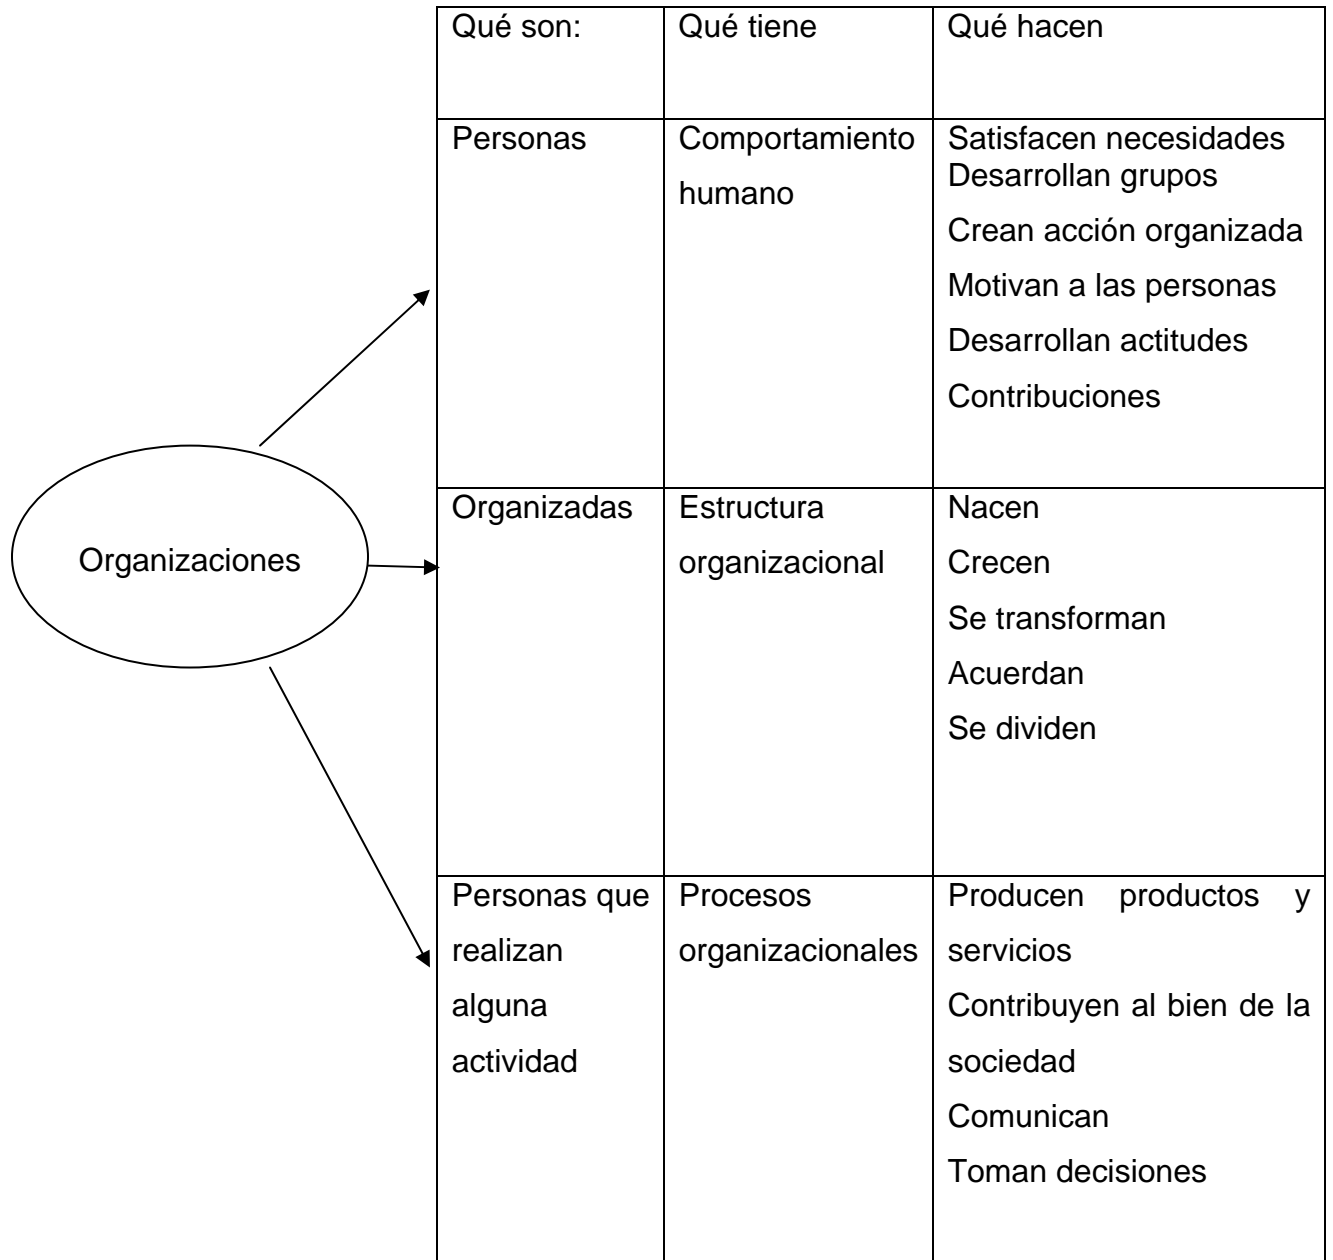 Qué son:
Qué tiene
Qué hacen
Personas
Comportamiento
humano
Satisfacen necesidades
Desarrollan grupos
Crean acción organizada
Motivan a las personas
Desarrollan actitudes
Contribuciones
Organizaciones
Organizadas
Estructura
organizacional
Nacen
Crecen
Se transforman
Acuerdan
Se dividen
Personas que
realizan
alguna
actividad
Procesos
organizacionales
Producen productos y
servicios
Contribuyen al bien de la
sociedad
Comunican
Toman decisiones